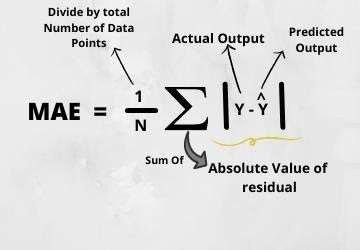 Divide by total
Number of Data
Points
Actual Output
Predicted
Output
MAE = 1/N ∑ |Y - Ŷ|
Sum Of
Absolute Value of
residual